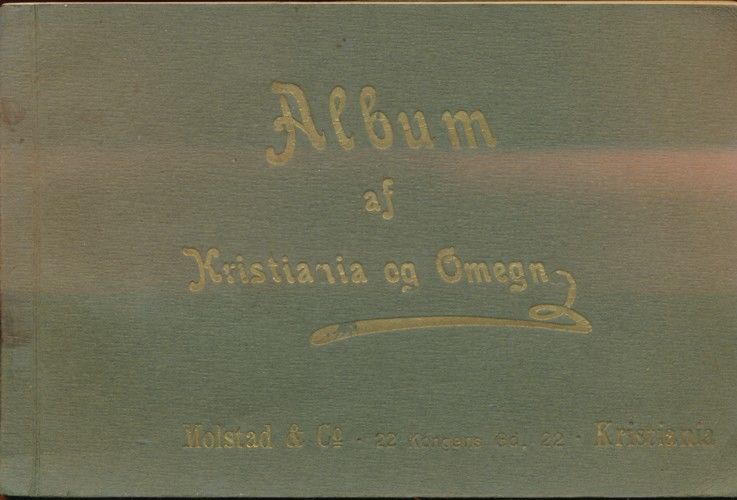 Album
af
Kristiania og Omegn
Molstad & Co · 22 Kongens Gd. 22 · Kristiania